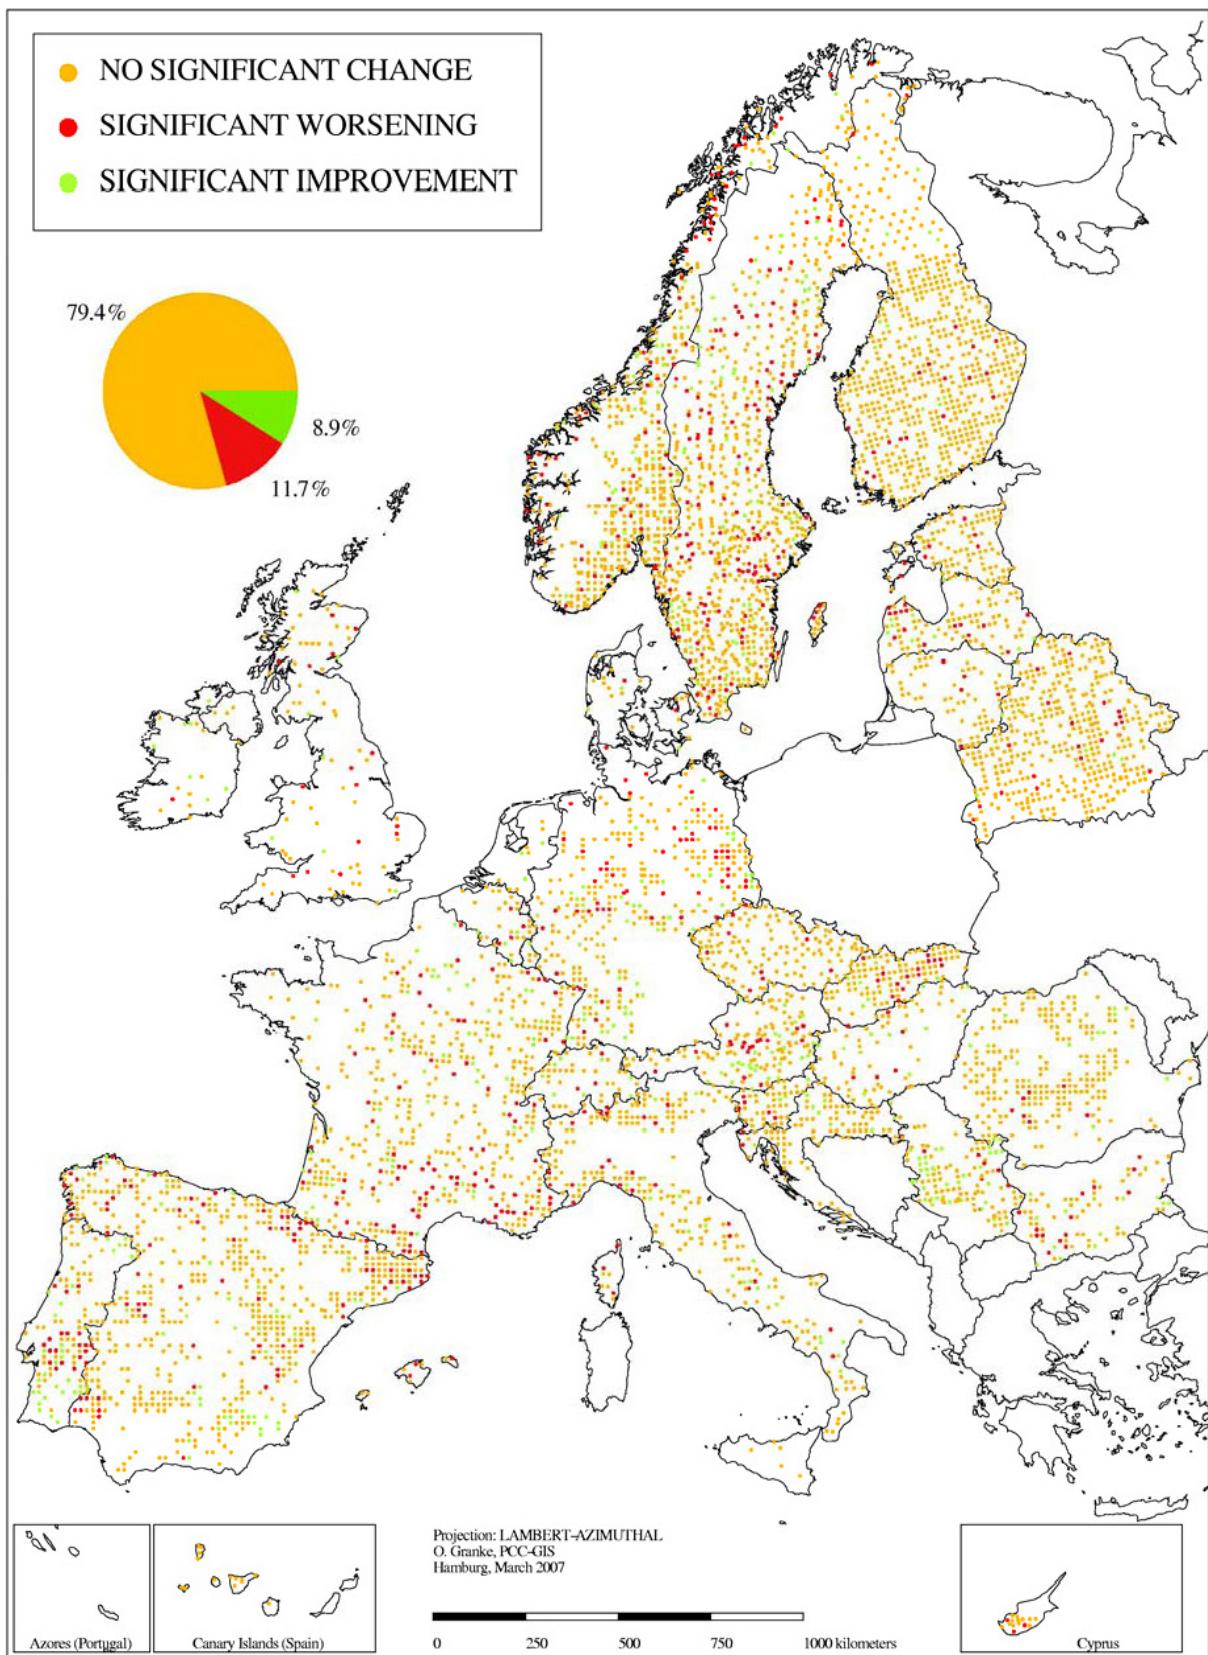 NO SIGNIFICANT CHANGE
SIGNIFICANT WORSENING
SIGNIFICANT IMPROVEMENT
79.4%
8.9%
11.7%
Projection: LAMBERT-AZIMUTHAL
O. Granke, PCC-GIS
Hamburg, March 2007
0 250 500 750 1000 kilometers
Azores (Portugal)
Canary Islands (Spain)
Cyprus